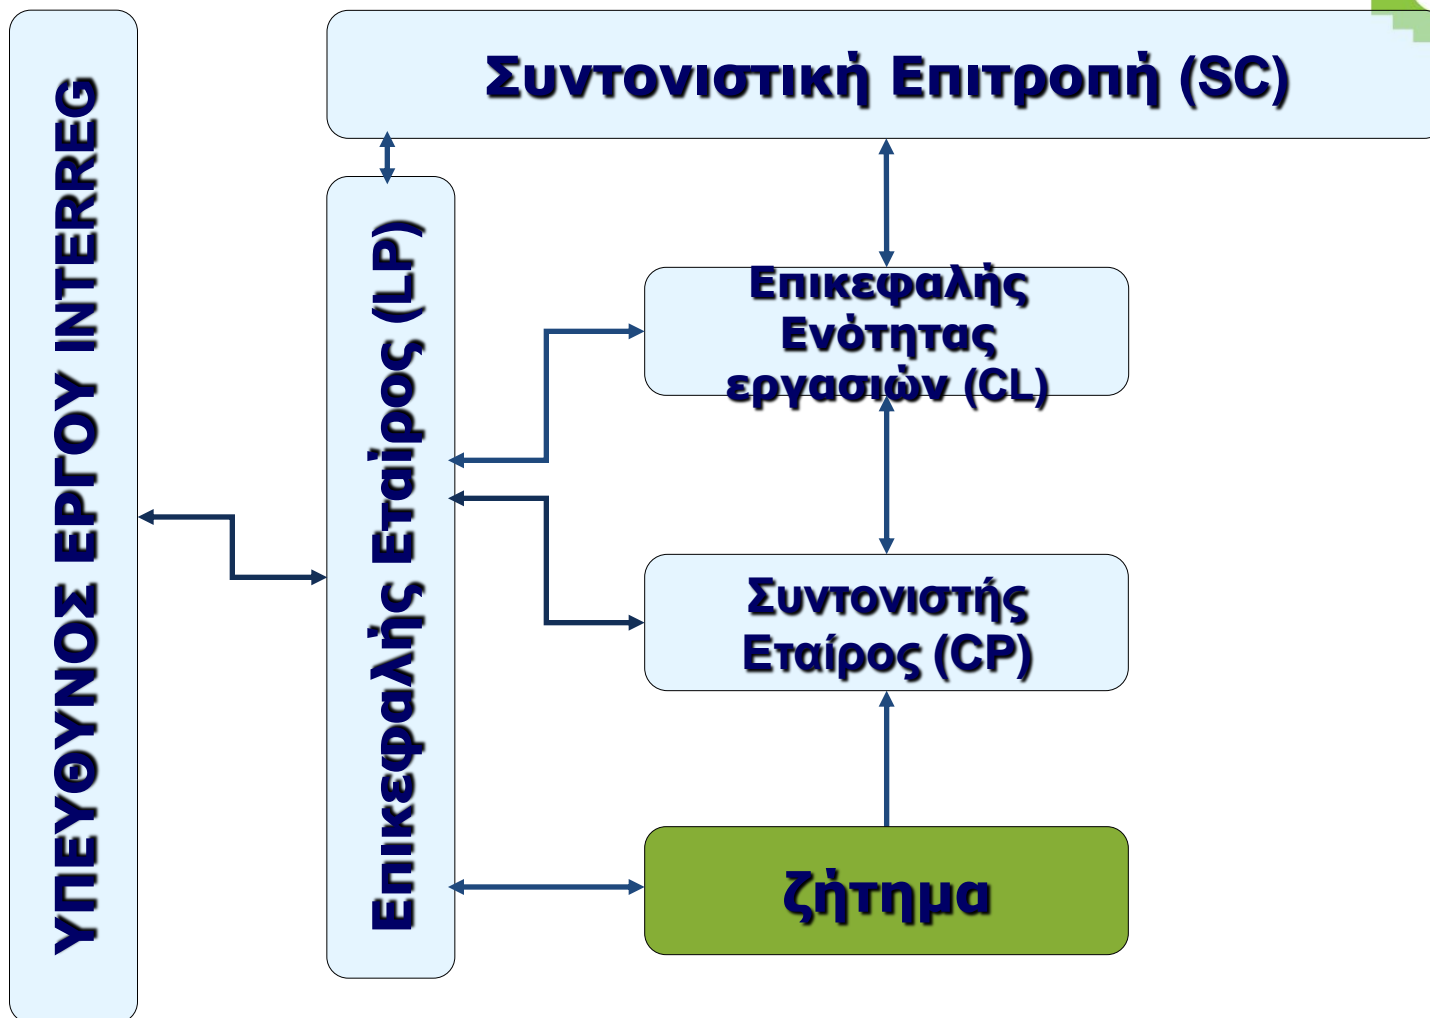 ΥΠΕΥΘΥΝΟΣ ΕΡΓΟΥ INTERREG
Συντονιστική Επιτροπή (SC)
Επικεφαλής Εταίρος (LP)
Επικεφαλής
Ενότητας
εργασιών (CL)
Συντονιστής
Εταίρος (CP)
ζήτημα